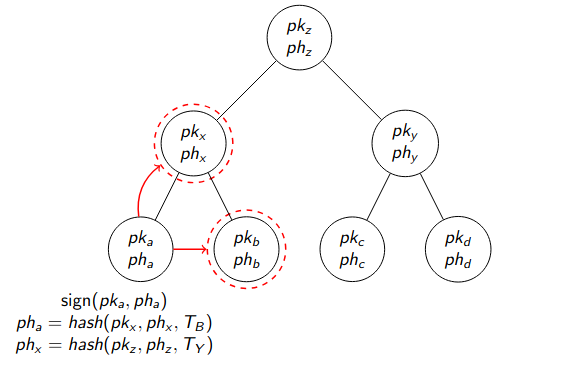 pk_z
ph_z
pk_x
ph_x
pk_y
ph_y
pk_a
ph_a
pk_b
ph_b
pk_c
ph_c
pk_d
ph_d
sign(pk_a, ph_a)
ph_a = hash(pk_x, ph_x, T_B)
ph_x = hash(pk_z, ph_z, T_Y)